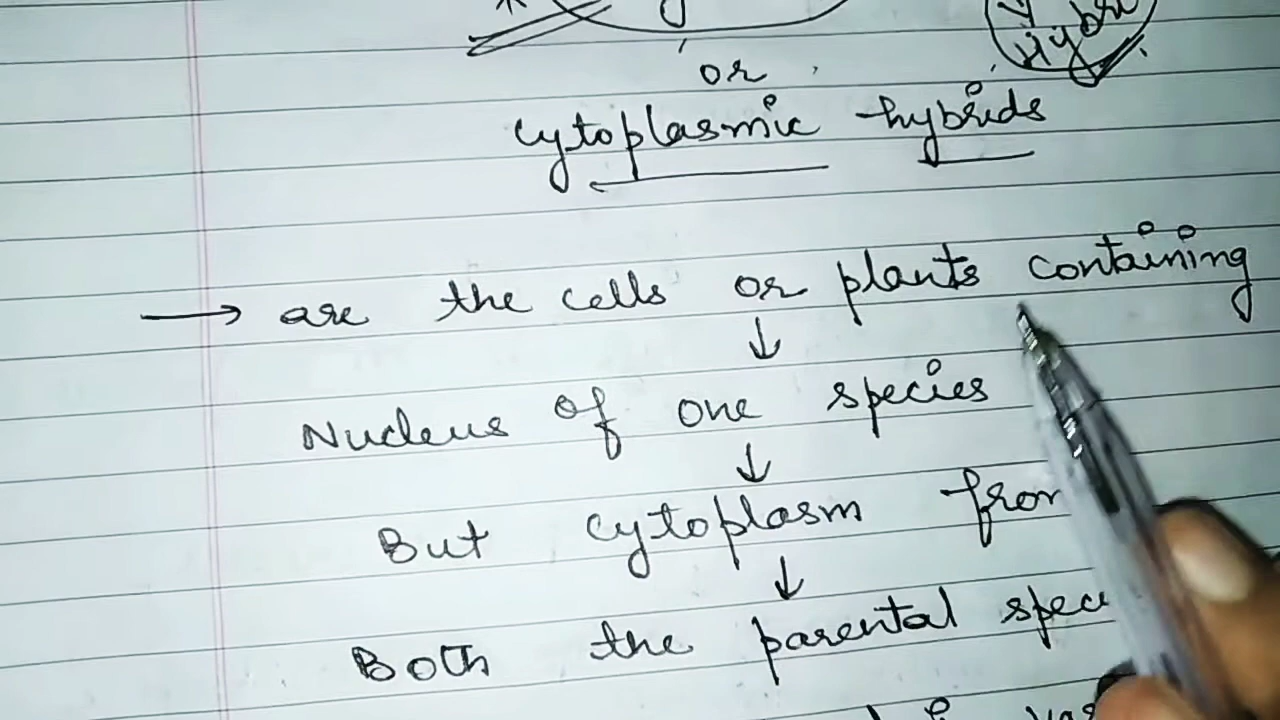 or
cytoplasmic hybrids
→ are the cells or plants containing
↓
Nucleus of one species
↓
But cytoplasm from
↓
Both the parental speci